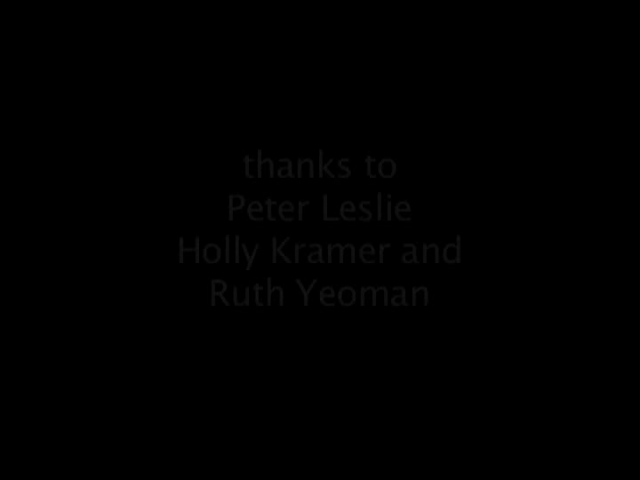 thanks to
Peter Leslie
Holly Kramer and
Ruth Yeoman